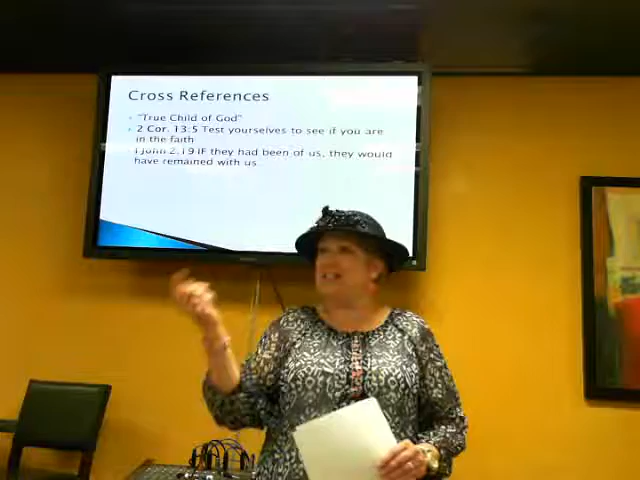 Cross References
"True Child of God"
2 Cor. 13:5 Test yourselves to see if you are
in the faith
1 John 2.19 IF they had been of us, they would
have remained with us